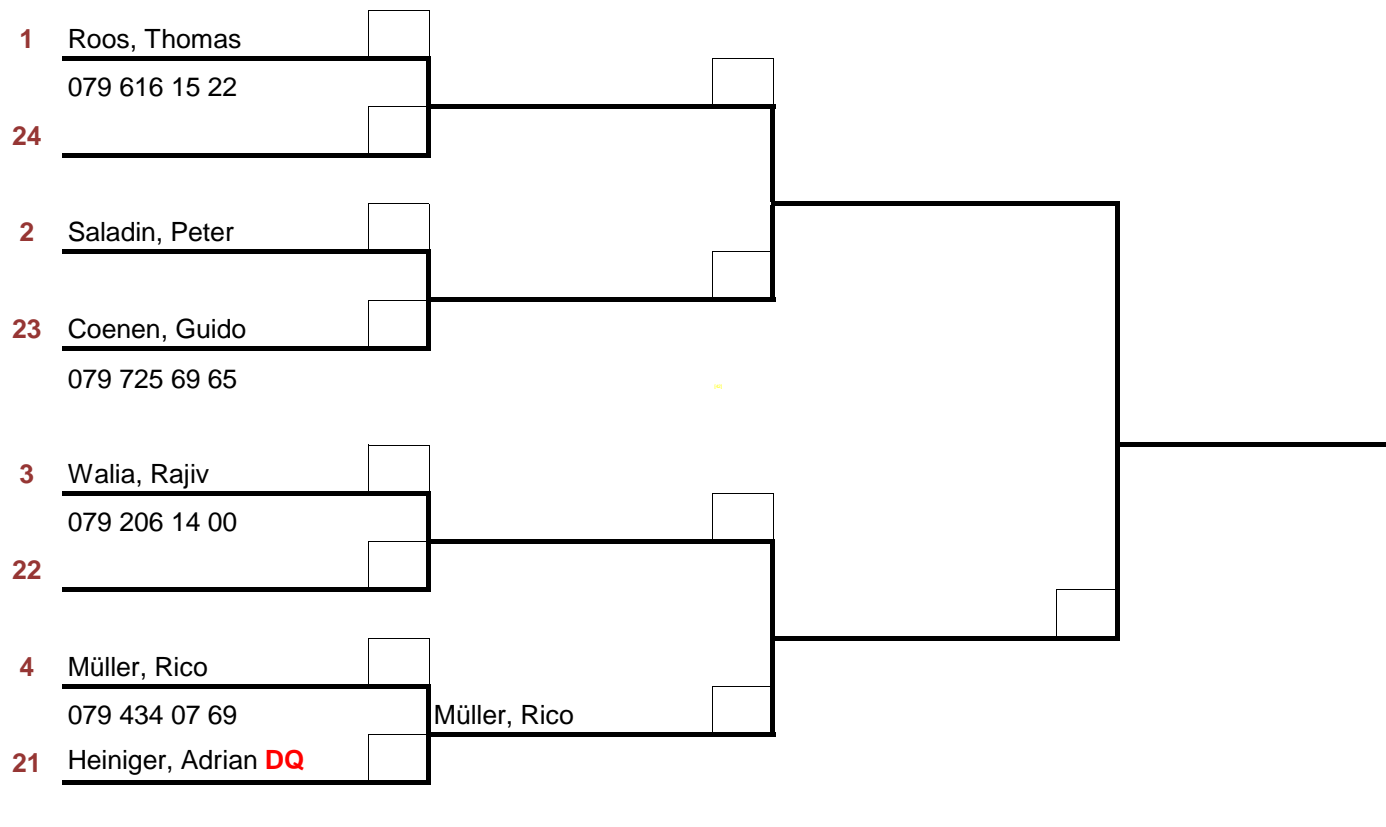 1 Roos, Thomas
079 616 15 22
24
2 Saladin, Peter
23 Coenen, Guido
079 725 69 65
3 Walia, Rajiv
079 206 14 00
22
4 Müller, Rico
079 434 07 69
Müller, Rico
21 Heiniger, Adrian DQ